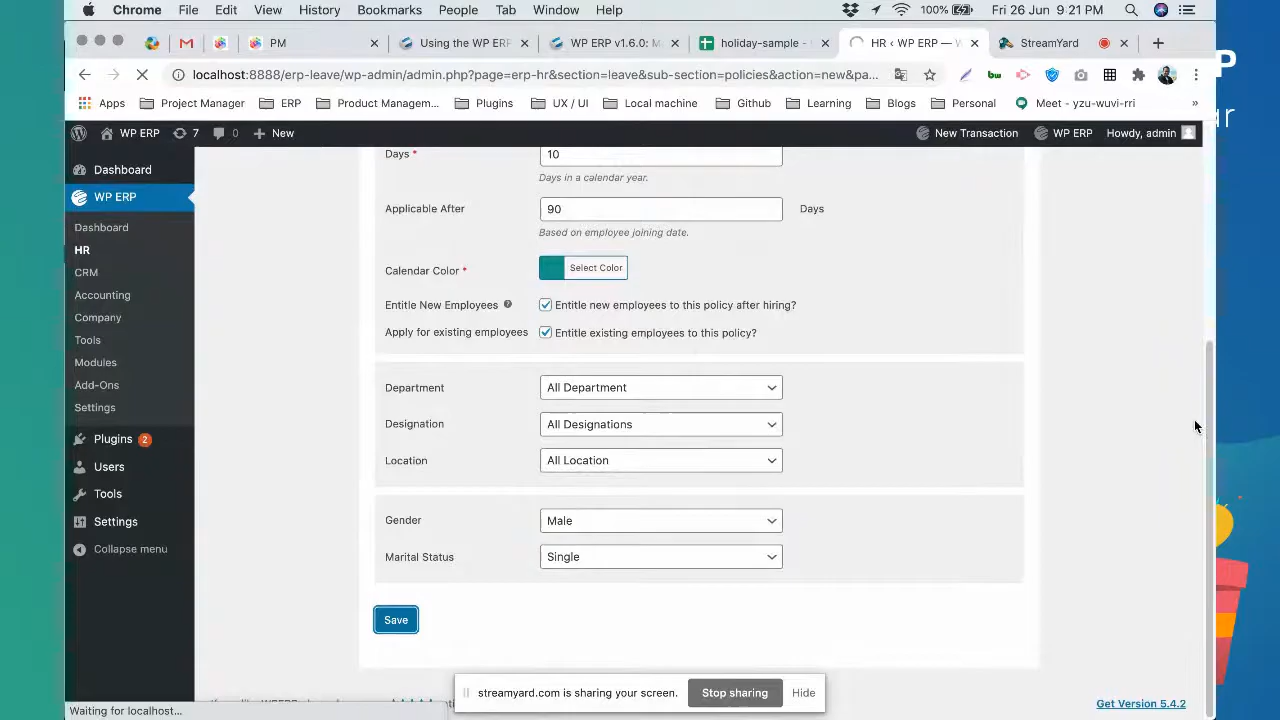 Chrome File Edit View History Bookmarks People Tab Window Help 100% Fri 26 Jun 9:21 PM
PM Using the WP ERP WP ERP v1.6.0: holiday-sample - HR ‹ WP ERP — StreamYard
localhost:8888/erp-leave/wp-admin/admin.php?page=erp-hr&section=leave&sub-section=policies&action=new&pa...
Apps Project Manager ERP Product Managem... Plugins UX / UI Local machine Github Learning Blogs Personal Meet - yzu-wuvi-rri »
WP ERP 7 0 New New Transaction WP ERP Howdy, admin
Dashboard
WP ERP
Dashboard
HR
CRM
Accounting
Company
Tools
Modules
Add-Ons
Settings
Plugins 2
Users
Tools
Settings
Collapse menu
Days * 10
Days in a calendar year.
Applicable After 90 Days
Based on employee joining date.
Calendar Color * Select Color
Entitle New Employees Entitle new employees to this policy after hiring?
Apply for existing employees Entitle existing employees to this policy?
Department All Department
Designation All Designations
Location All Location
Gender Male
Marital Status Single
Save
streamyard.com is sharing your screen. Stop sharing Hide
Get Version 5.4.2
Waiting for localhost...